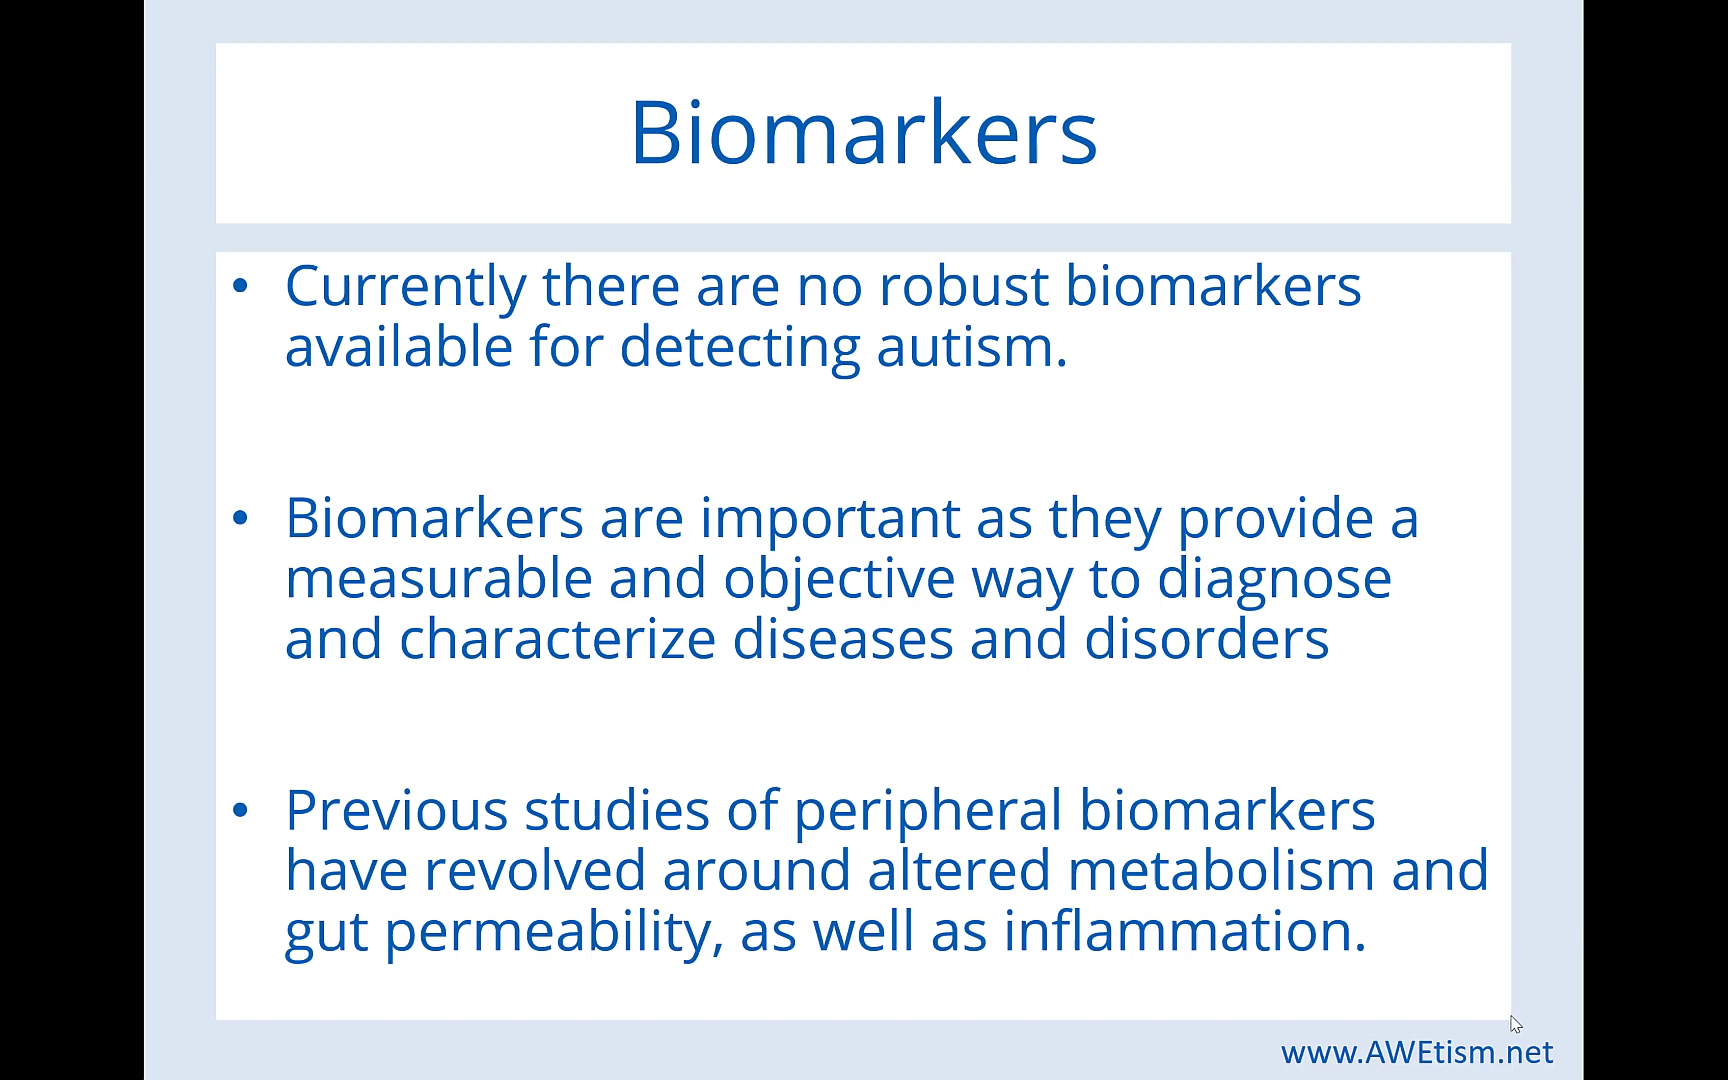 Biomarkers
• Currently there are no robust biomarkers
available for detecting autism.
• Biomarkers are important as they provide a
measurable and objective way to diagnose
and characterize diseases and disorders
• Previous studies of peripheral biomarkers
have revolved around altered metabolism and
gut permeability, as well as inflammation.
www.AWEtism.net